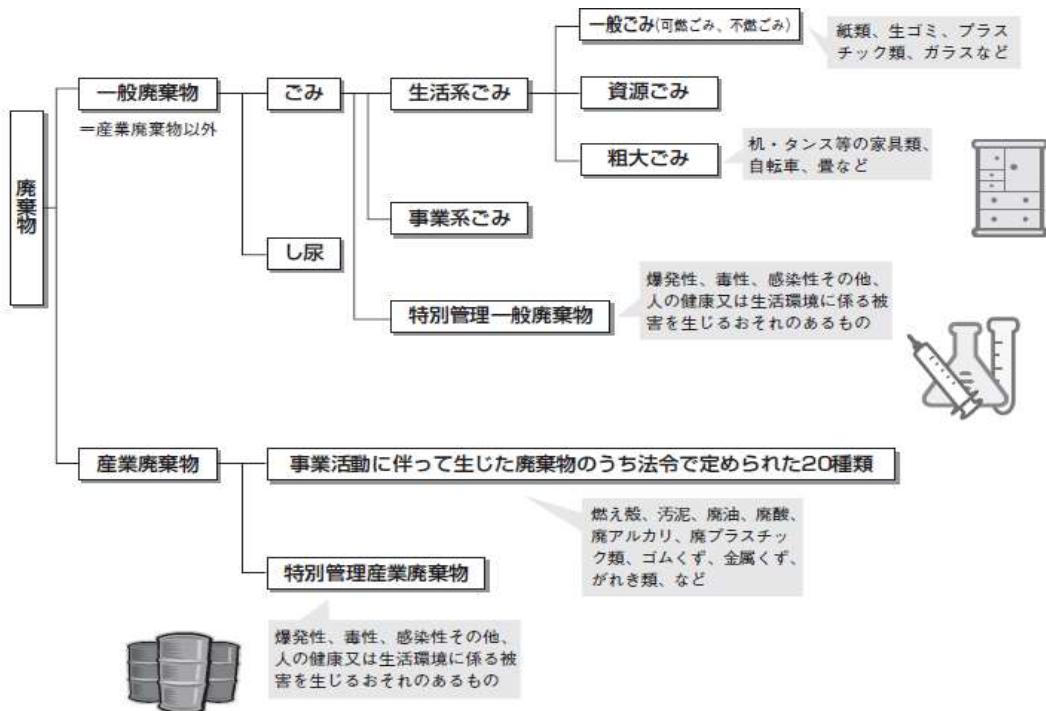 一般ごみ(可燃ごみ、不燃ごみ)
紙類、生ゴミ、プラス
チック類、ガラスなど
一般廃棄物
ごみ
生活系ごみ
資源ごみ
＝産業廃棄物以外
粗大ごみ
机・タンス等の家具類、
自転車、畳など
廃棄物
事業系ごみ
し尿
特別管理一般廃棄物
爆発性、毒性、感染性その他、
人の健康又は生活環境に係る被
害を生じるおそれのあるもの
産業廃棄物
事業活動に伴って生じた廃棄物のうち法令で定められた20種類
燃え殻、汚泥、廃油、廃酸、
廃アルカリ、廃プラスチッ
ク類、ゴムくず、金属くず、
がれき類、など
特別管理産業廃棄物
爆発性、毒性、感染性その他、
人の健康又は生活環境に係る被
害を生じるおそれのあるもの